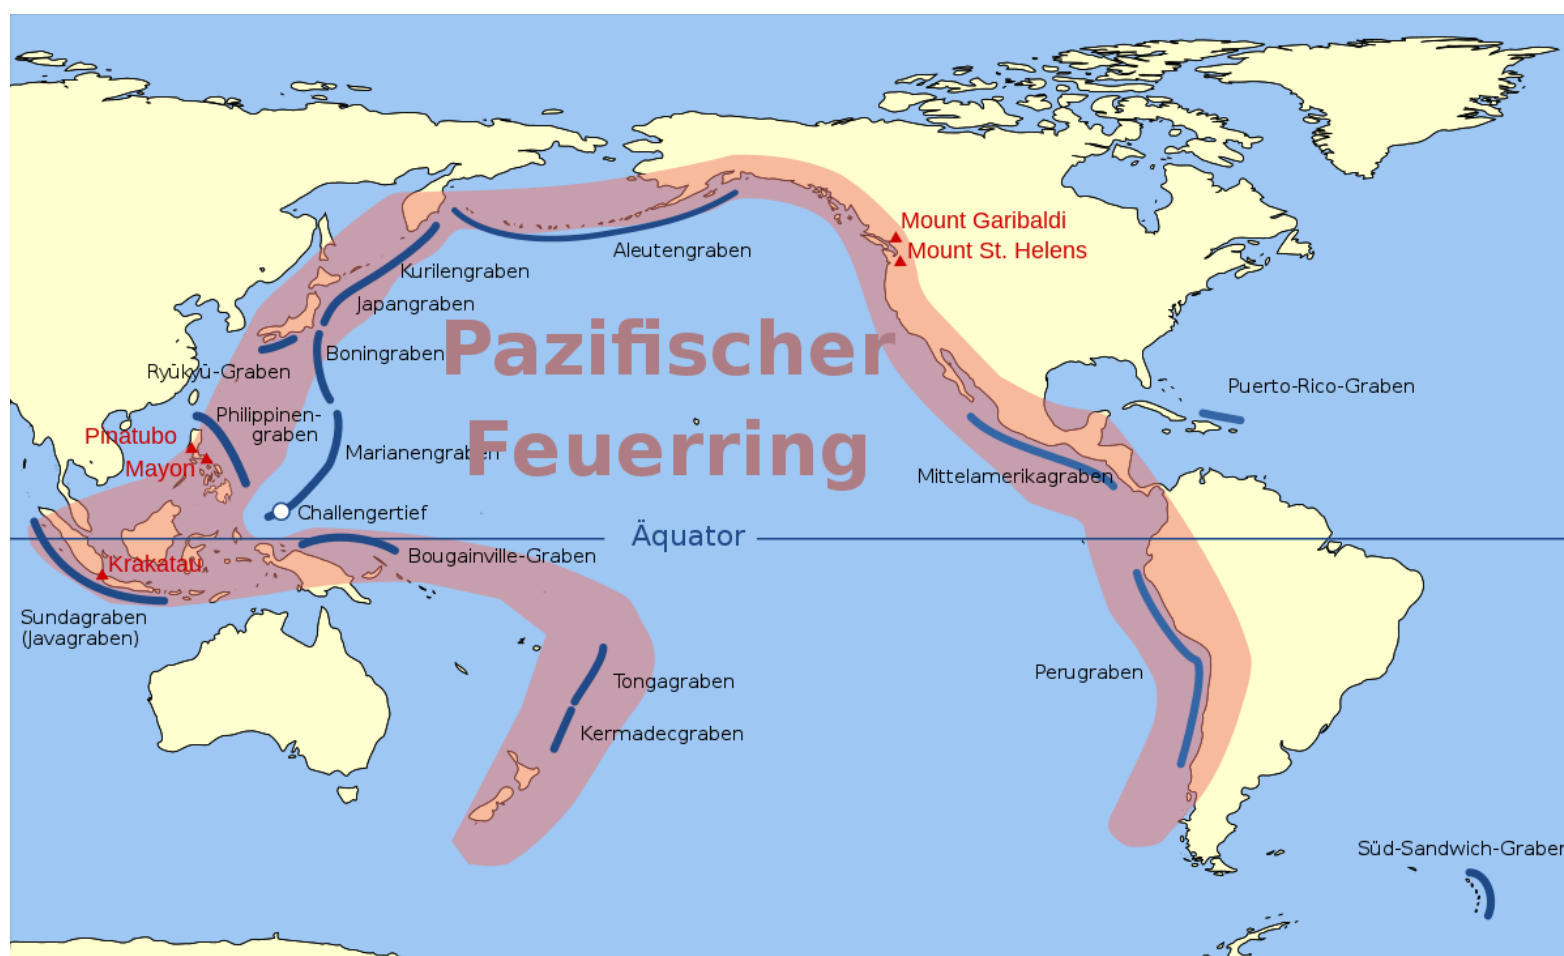 Mount Garibaldi
Mount St. Helens
Aleutengraben
Kurilengraben
Japangraben
Pazifischer
Feuerring
Boningraben
Ryūkyū-Graben
Puerto-Rico-Graben
Philippinen-
graben
Pinatubo
Mayon
Marianengraben
Mittelamerikagraben
Challengertief
Äquator
Bougainville-Graben
Krakatau
Sundagraben
(Javagraben)
Perugraben
Tongagraben
Kermadecgraben
Süd-Sandwich-Graben